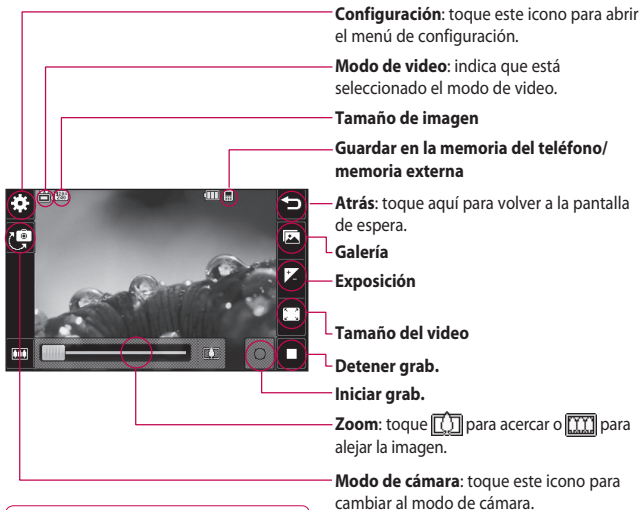 Configuración: toque este icono para abrir
el menú de configuración.
Modo de video: indica que está
seleccionado el modo de video.
Tamaño de imagen
Guardar en la memoria del teléfono/
memoria externa
Atrás: toque aquí para volver a la pantalla
de espera.
Galería
Exposición
Tamaño del video
Detener grab.
Iniciar grab.
Zoom: toque para acercar o para
alejar la imagen.
Modo de cámara: toque este icono para
cambiar al modo de cámara.